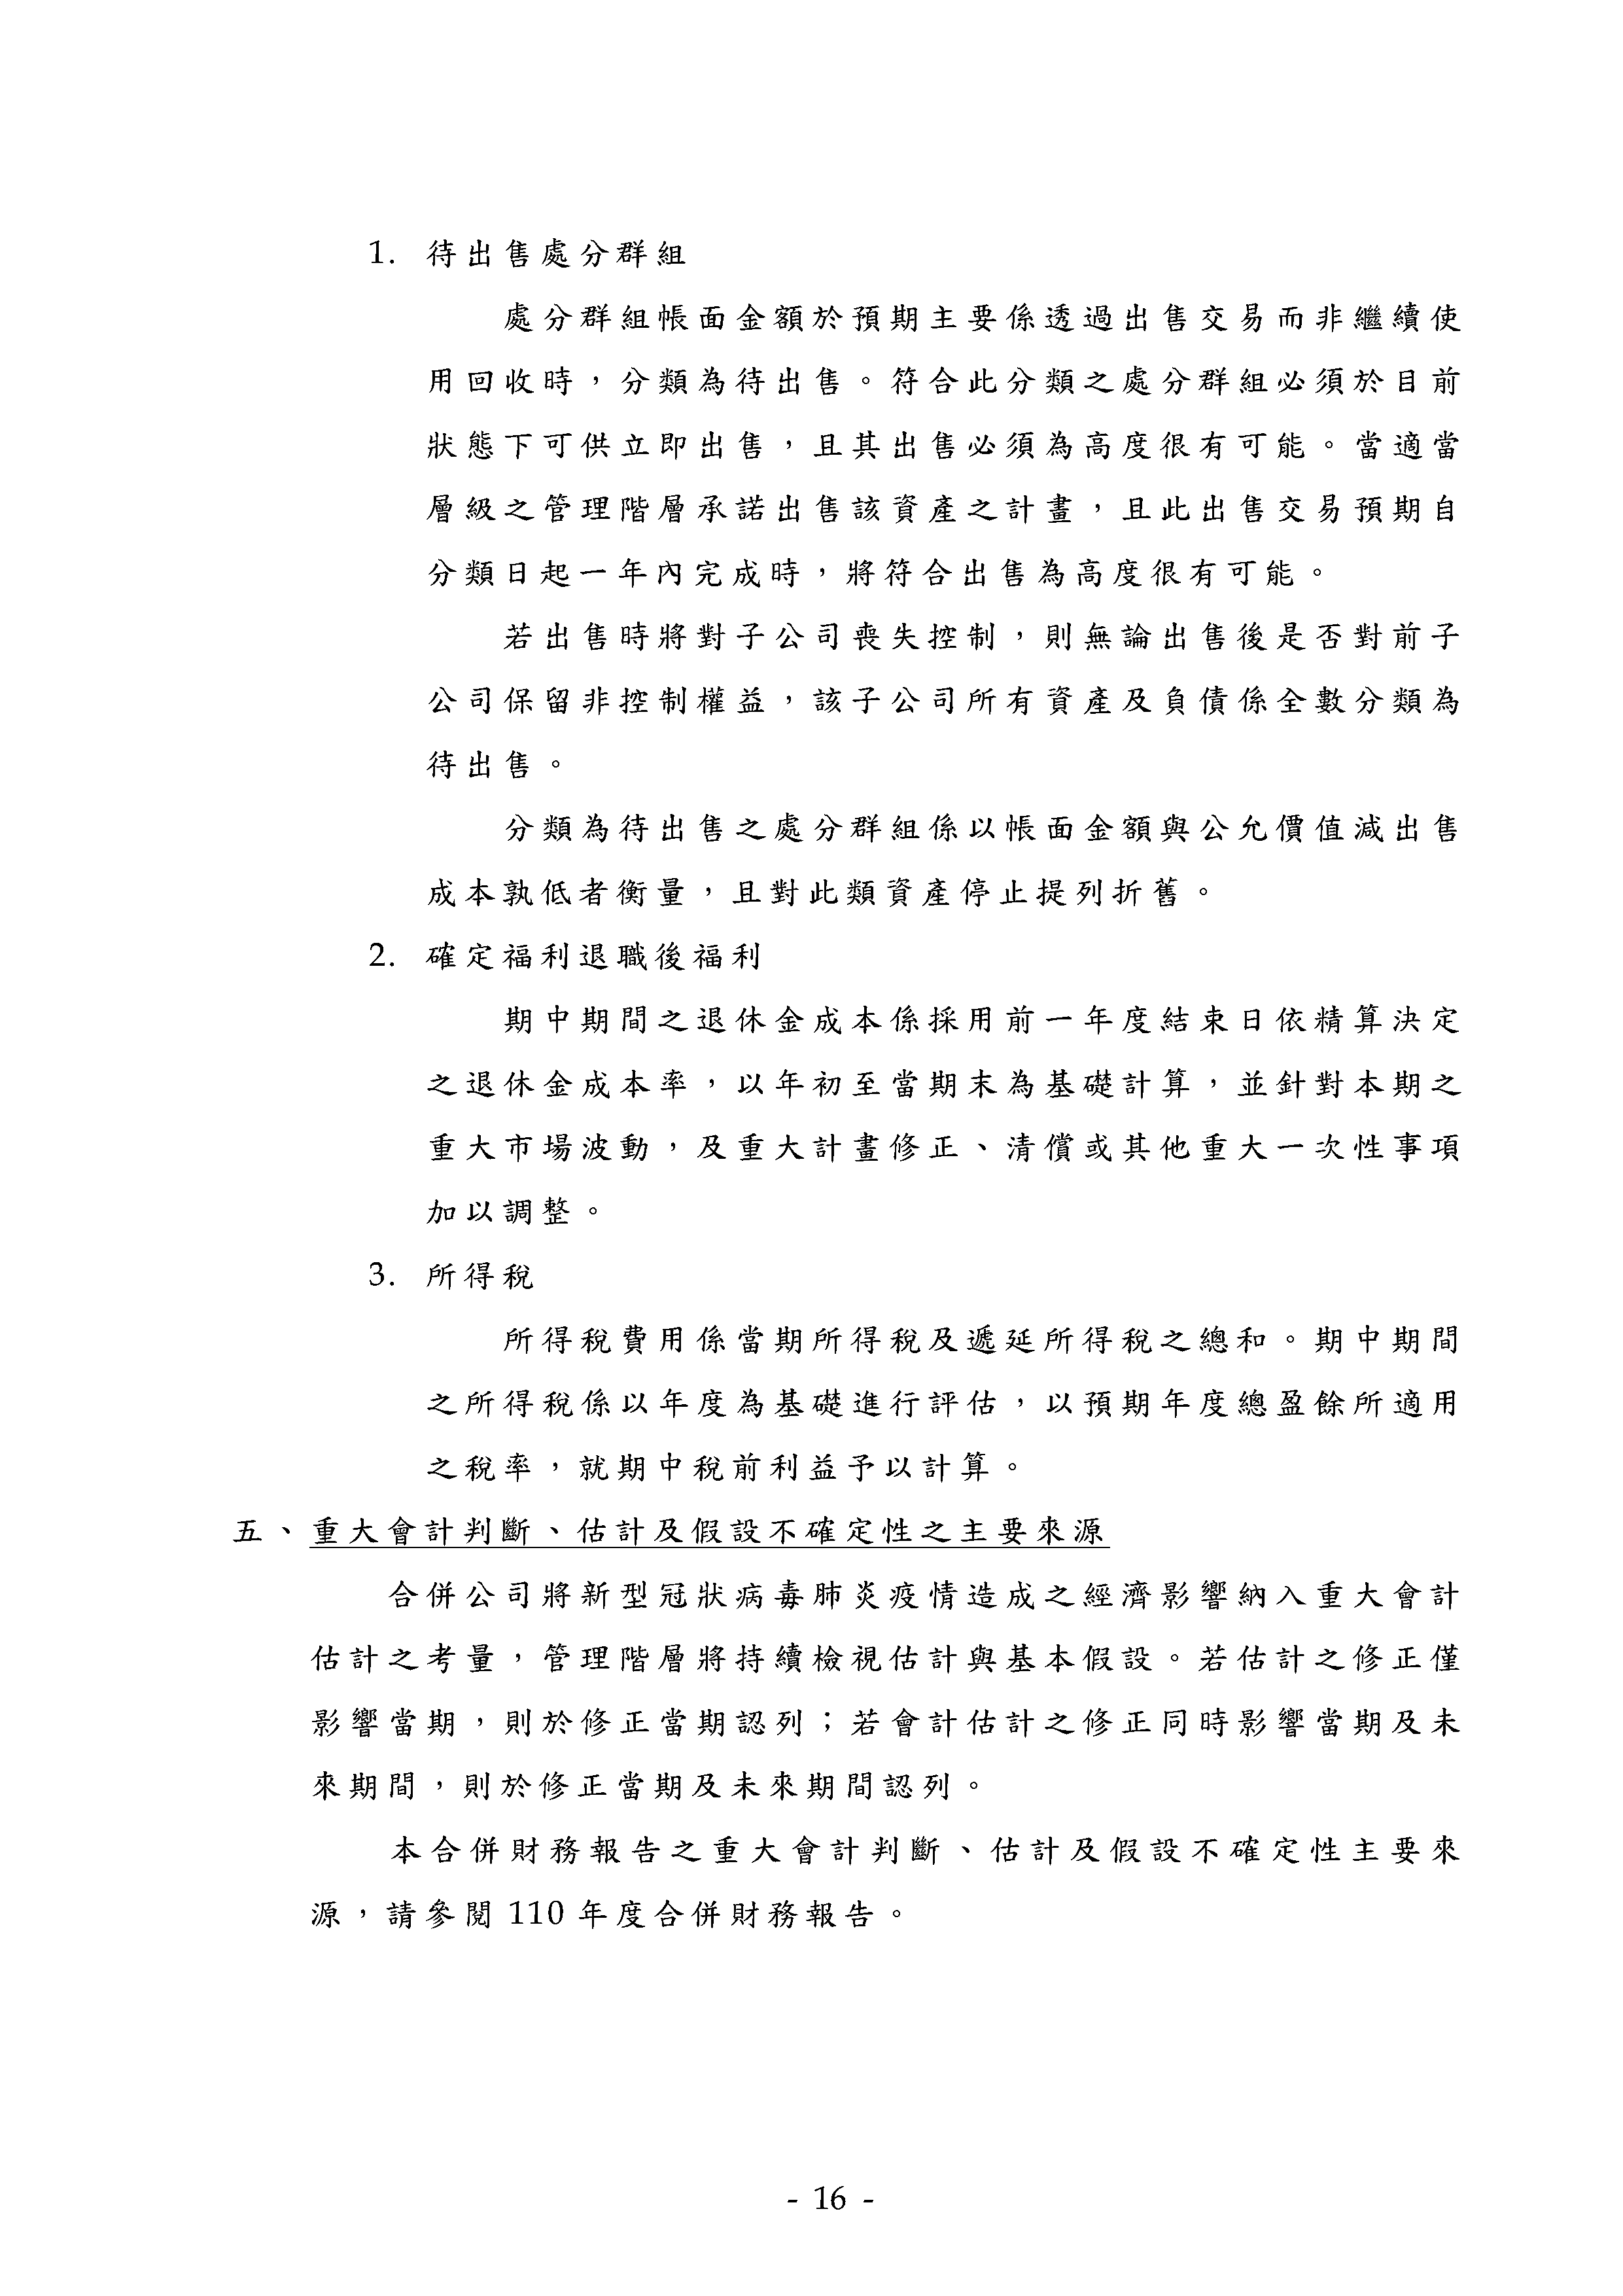 1. 待出售處分群組
處分群組帳面金額於預期主要係透過出售交易而非繼續使
用回收時，分類為待出售。符合此分類之處分群組必須於目前
狀態下可供立即出售，且其出售必須為高度很有可能。當適當
層級之管理階層承諾出售該資產之計畫，且此出售交易預期自
分類日起一年內完成時，將符合出售為高度很有可能。
若出售時將對子公司喪失控制，則無論出售後是否對前子
公司保留非控制權益，該子公司所有資產及負債係全數分類為
待出售。
分類為待出售之處分群組係以帳面金額與公允價值減出售
成本孰低者衡量，且對此類資產停止提列折舊。
2. 確定福利退職後福利
期中期間之退休金成本係採用前一年度結束日依精算決定
之退休金成本率，以年初至當期末為基礎計算，並針對本期之
重大市場波動，及重大計畫修正、清償或其他重大一次性事項
加以調整。
3. 所得稅
所得稅費用係當期所得稅及遞延所得稅之總和。期中期間
之所得稅係以年度為基礎進行評估，以預期年度總盈餘所適用
之稅率，就期中稅前利益予以計算。
五、重大會計判斷、估計及假設不確定性之主要來源
合併公司將新型冠狀病毒肺炎疫情造成之經濟影響納入重大會計
估計之考量，管理階層將持續檢視估計與基本假設。若估計之修正僅
影響當期，則於修正當期認列；若會計估計之修正同時影響當期及未
來期間，則於修正當期及未來期間認列。
本合併財務報告之重大會計判斷、估計及假設不確定性主要來
源，請參閱 110 年度合併財務報告。
- 16 -